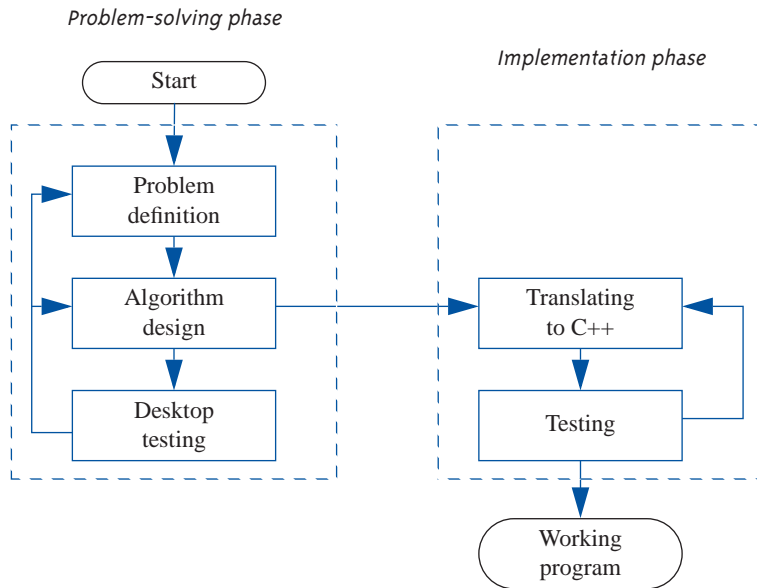 Problem-solving phase
Implementation phase
Start
Problem
definition
Algorithm
design
Desktop
testing
Translating
to C++
Testing
Working
program